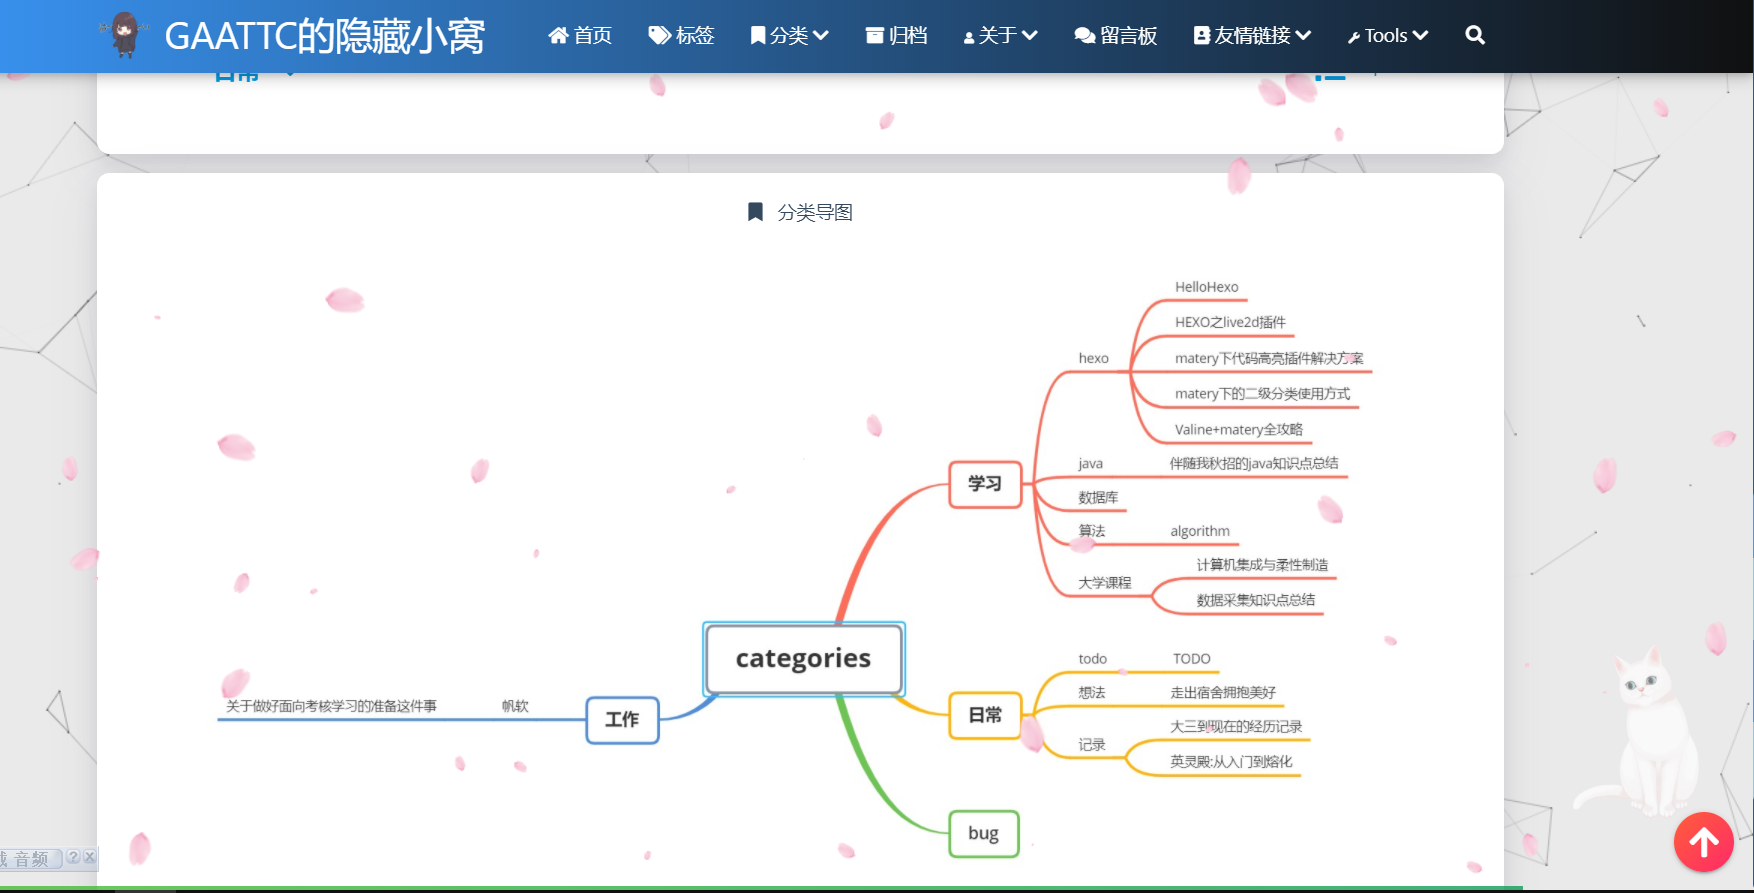 GAATTC的隐藏小窝
首页 标签 分类 归档 关于 留言板 友情链接 Tools
日常
分类导图
HelloHexo
HEXO之live2d插件
hexo
matery下代码高亮插件解决方案
matery下的二级分类使用方式
Valine+matery全攻略
java
伴随我秋招的java知识点总结
学习
数据库
算法
algorithm
大学课程
计算机集成与柔性制造
数据采集知识点总结
categories
todo
TODO
想法
走出宿舍拥抱美好
日常
大三到现在的经历记录
记录
英灵殿:从入门到熔化
关于做好面向考核学习的准备这件事
帆软
工作
bug
音频 ? X